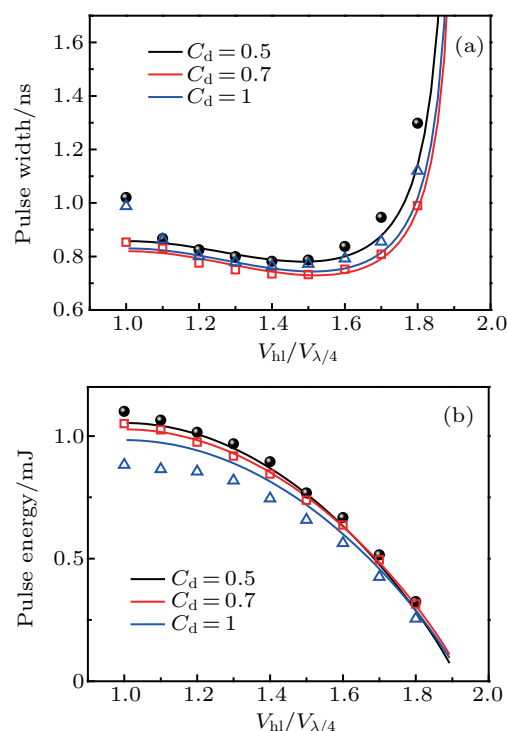 1.6
1.4
1.2
1.0
0.8
0.6
Pulse width/ns
(a)
C_d = 0.5
C_d = 0.7
C_d = 1
1.0 1.2 1.4 1.6 1.8 2.0
V_hl/V_λ/4
1.0
0.5
0
Pulse energy/mJ
(b)
C_d = 0.5
C_d = 0.7
C_d = 1
1.0 1.2 1.4 1.6 1.8 2.0
V_hl/V_λ/4